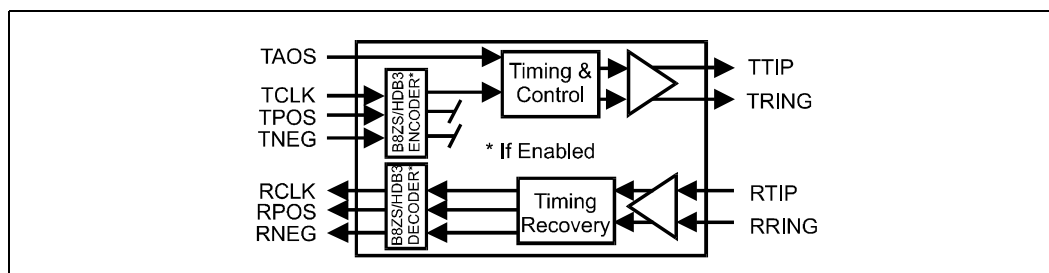 TAOS
TCLK
TPOS
TNEG
B8ZS/HDB3
ENCODER*
Timing &
Control
TTIP
TRING
* If Enabled
RCLK
RPOS
RNEG
B8ZS/HDB3
DECODER*
Timing
Recovery
RTIP
RRING